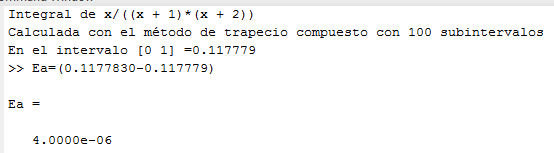 Integral de x/((x + 1)*(x + 2))
Calculada con el método de trapecio compuesto con 100 subintervalos
En el intervalo [0 1] =0.117779
>> Ea=(0.1177830-0.117779)
Ea =
4.0000e-06